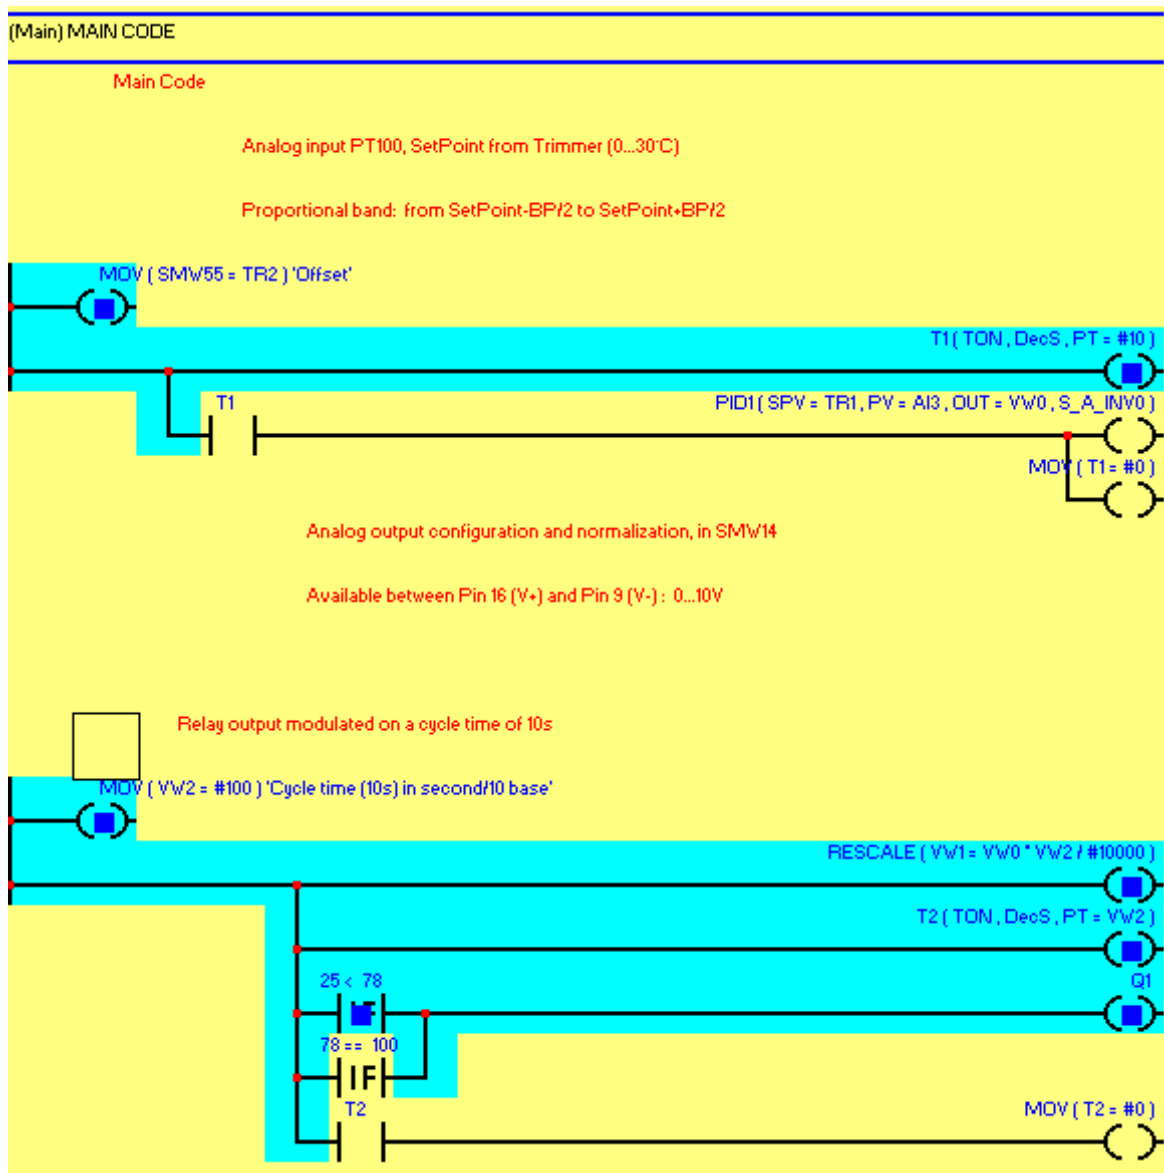 (Main) MAIN CODE
Main Code
Analog input PT100, SetPoint from Trimmer (0...30°C)
Proportional band: from SetPoint-BP/2 to SetPoint+BP/2
MOV ( SMW55 = TR2 ) 'Offset'
T1 ( TON , DecS , PT = #10 )
T1
PID1 ( SPV = TR1 , PV = AI3 , OUT = VW0 , S_A_INV0 )
MOV ( T1 = #0 )
Analog output configuration and normalization, in SMW14
Available between Pin 16 (V+) and Pin 9 (V-) : 0...10V
Relay output modulated on a cycle time of 10s
MOV ( VW2 = #100 ) 'Cycle time (10s) in second/10 base'
RESCALE ( VW1 = VW0 * VW2 / #10000 )
T2 ( TON , DecS , PT = VW2 )
25 < 78
Q1
78 == 100
IF
T2
MOV ( T2 = #0 )